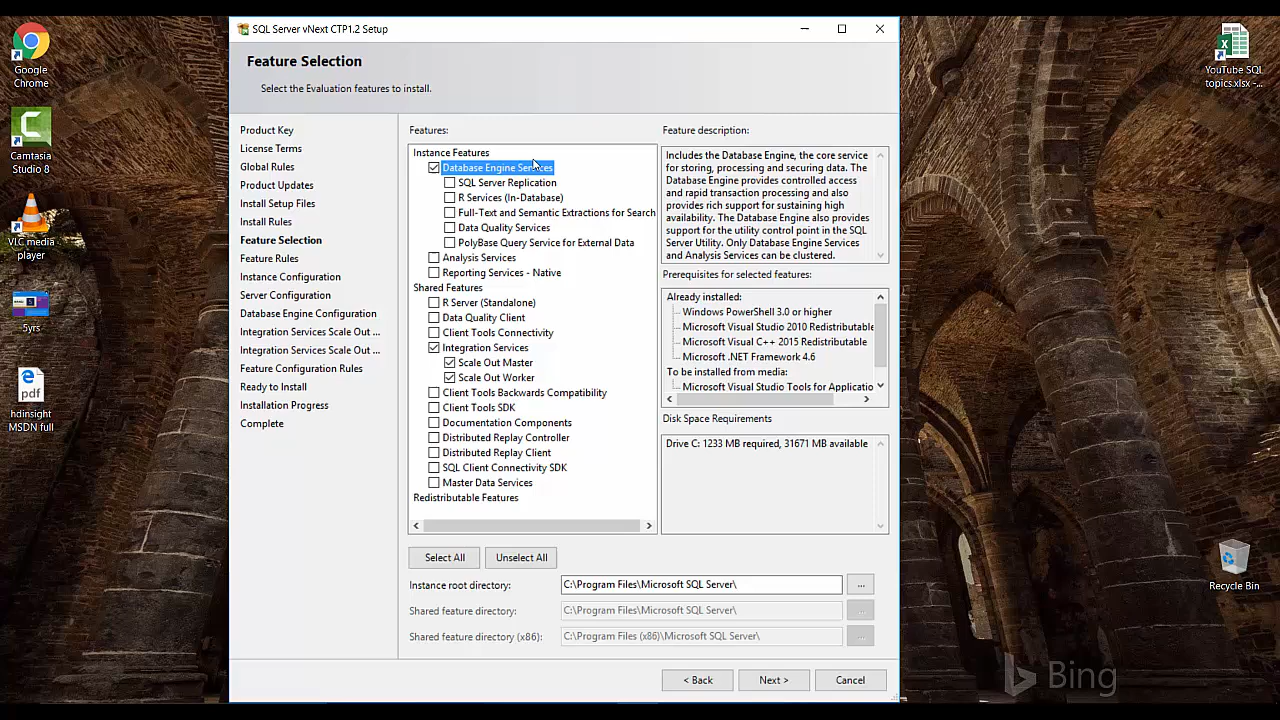 SQL Server vNext CTP1.2 Setup
Feature Selection
Select the Evaluation features to install.
Product Key
License Terms
Global Rules
Product Updates
Install Setup Files
Install Rules
Feature Selection
Feature Rules
Instance Configuration
Server Configuration
Database Engine Configuration
Integration Services Scale Out ...
Integration Services Scale Out ...
Feature Configuration Rules
Ready to Install
Installation Progress
Complete
Features:
Instance Features
Database Engine Services
SQL Server Replication
R Services (In-Database)
Full-Text and Semantic Extractions for Search
Data Quality Services
PolyBase Query Service for External Data
Analysis Services
Reporting Services - Native
Shared Features
R Server (Standalone)
Data Quality Client
Client Tools Connectivity
Integration Services
Scale Out Master
Scale Out Worker
Client Tools Backwards Compatibility
Client Tools SDK
Documentation Components
Distributed Replay Controller
Distributed Replay Client
SQL Client Connectivity SDK
Master Data Services
Redistributable Features
Feature description:
Includes the Database Engine, the core service
for storing, processing and securing data. The
Database Engine provides controlled access
and rapid transaction processing and also
provides rich support for sustaining high
availability. The Database Engine also provides
support for the utility control point in the SQL
Server Utility. Only Database Engine Services
and Analysis Services can be clustered.
Prerequisites for selected features:
Already installed:
Windows PowerShell 3.0 or higher
Microsoft Visual Studio 2010 Redistributable
Microsoft Visual C++ 2015 Redistributable
Microsoft .NET Framework 4.6
To be installed from media:
Microsoft Visual Studio Tools for Applicatio
Disk Space Requirements
Drive C: 1233 MB required, 31671 MB available
Select All
Unselect All
Instance root directory:
C:\Program Files\Microsoft SQL Server\
...
Shared feature directory:
C:\Program Files\Microsoft SQL Server\
...
Shared feature directory (x86):
C:\Program Files (x86)\Microsoft SQL Server\
...
< Back
Next >
Cancel
Google
Chrome
Camtasia
Studio 8
VLC media
player
5yrs
pdf
hdinsight
MSDN full
YouTube SQL
topics.xlsx -...
Recycle Bin
Bing